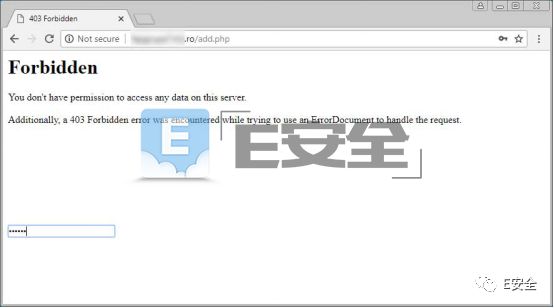 403 Forbidden
Not secure
.ro/add.php
Forbidden
You don't have permission to access any data on this server.
Additionally, a 403 Forbidden error was encountered while trying to use an ErrorDocument to handle the request.
E
E安全
••••••
E安全